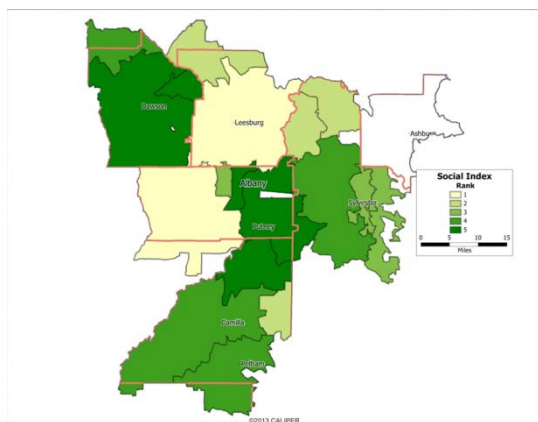 Dawson
Leesburg
Ashburn
Albany
Sylvester
Putney
Camilla
Pelham
Social Index
Rank
1
2
3
4
5
0 5 10 15
Miles
©2013 CALIPER